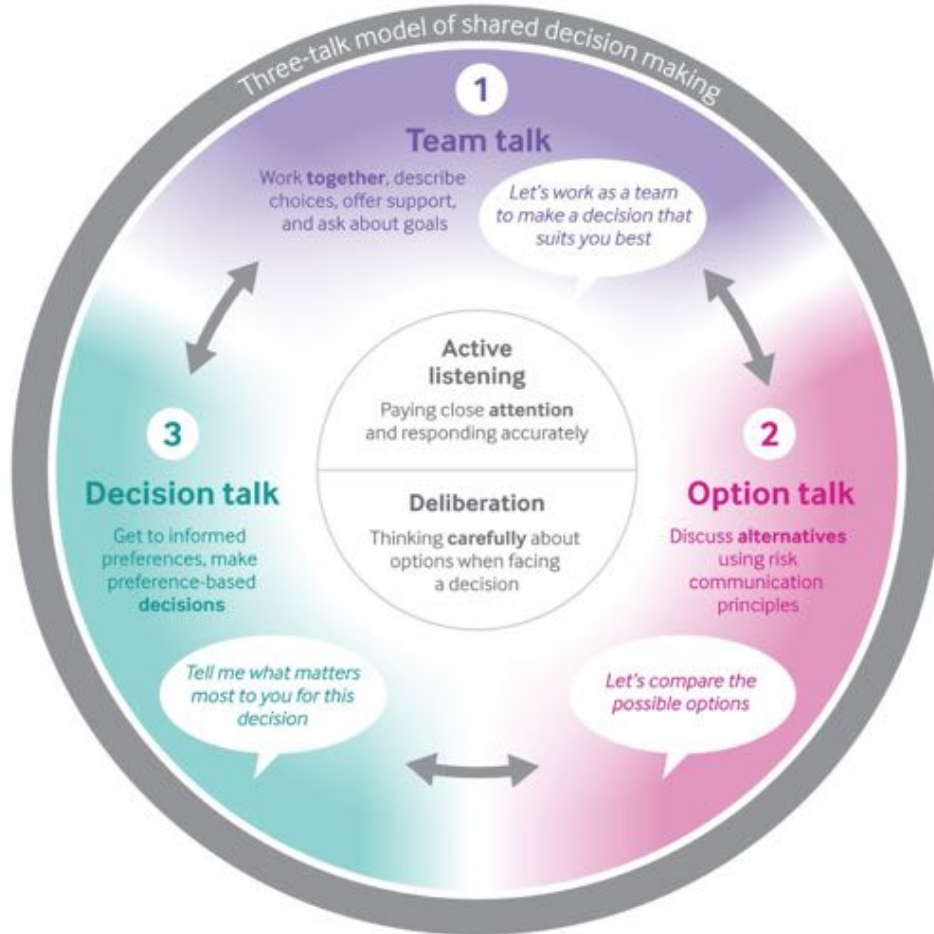 Three-talk model of shared decision making
1
Team talk
Work together, describe
choices, offer support,
and ask about goals
Let's work as a team
to make a decision that
suits you best
Active
listening
Paying close attention
and responding accurately
Deliberation
Thinking carefully about
options when facing
a decision
2
Option talk
Discuss alternatives
using risk
communication
principles
Let's compare the
possible options
3
Decision talk
Get to informed
preferences, make
preference-based
decisions
Tell me what matters
most to you for this
decision